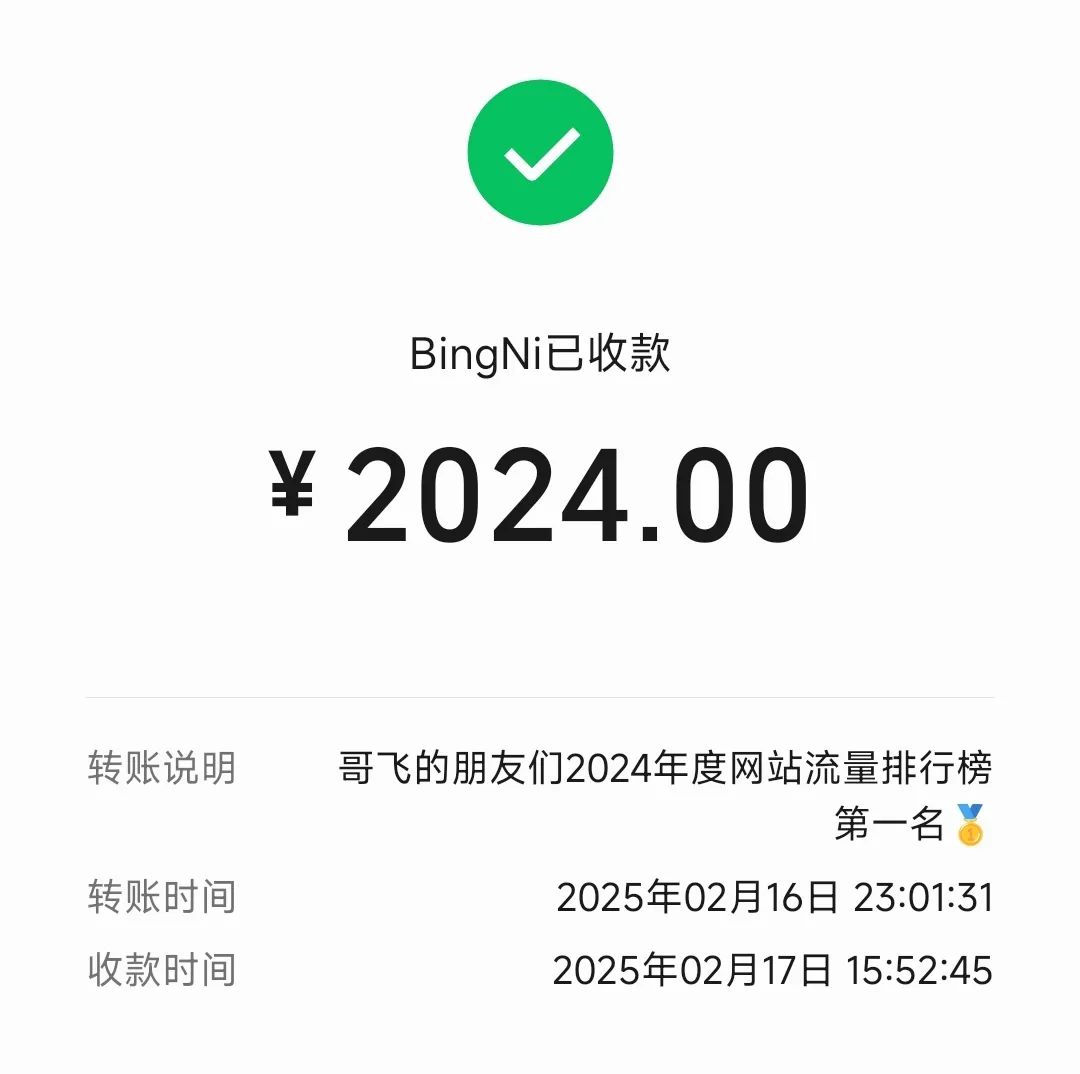 BingNi已收款
¥2024.00
转账说明 哥飞的朋友们2024年度网站流量排行榜
第一名🥇
转账时间 2025年02月16日 23:01:31
收款时间 2025年02月17日 15:52:45